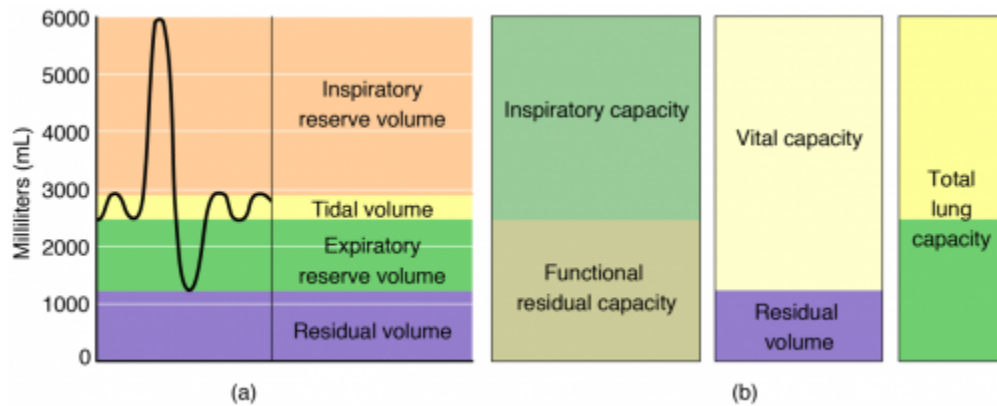 6000
5000
4000
3000
2000
1000
0
Milliliters (mL)
Inspiratory
reserve volume
Tidal volume
Expiratory
reserve volume
Residual volume
(a)
Inspiratory capacity
Functional
residual capacity
Vital capacity
Residual
volume
Total
lung
capacity
(b)